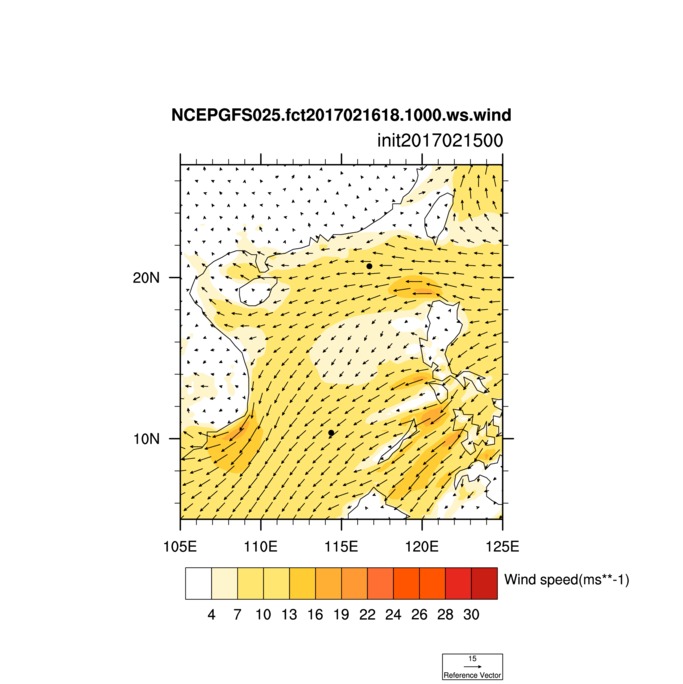 NCEPGFS025.fct2017021618.1000.ws.wind
init2017021500
20N
10N
105E 110E 115E 120E 125E
Wind speed(ms**-1)
4 7 10 13 16 19 22 24 26 28 30
15
Reference Vector